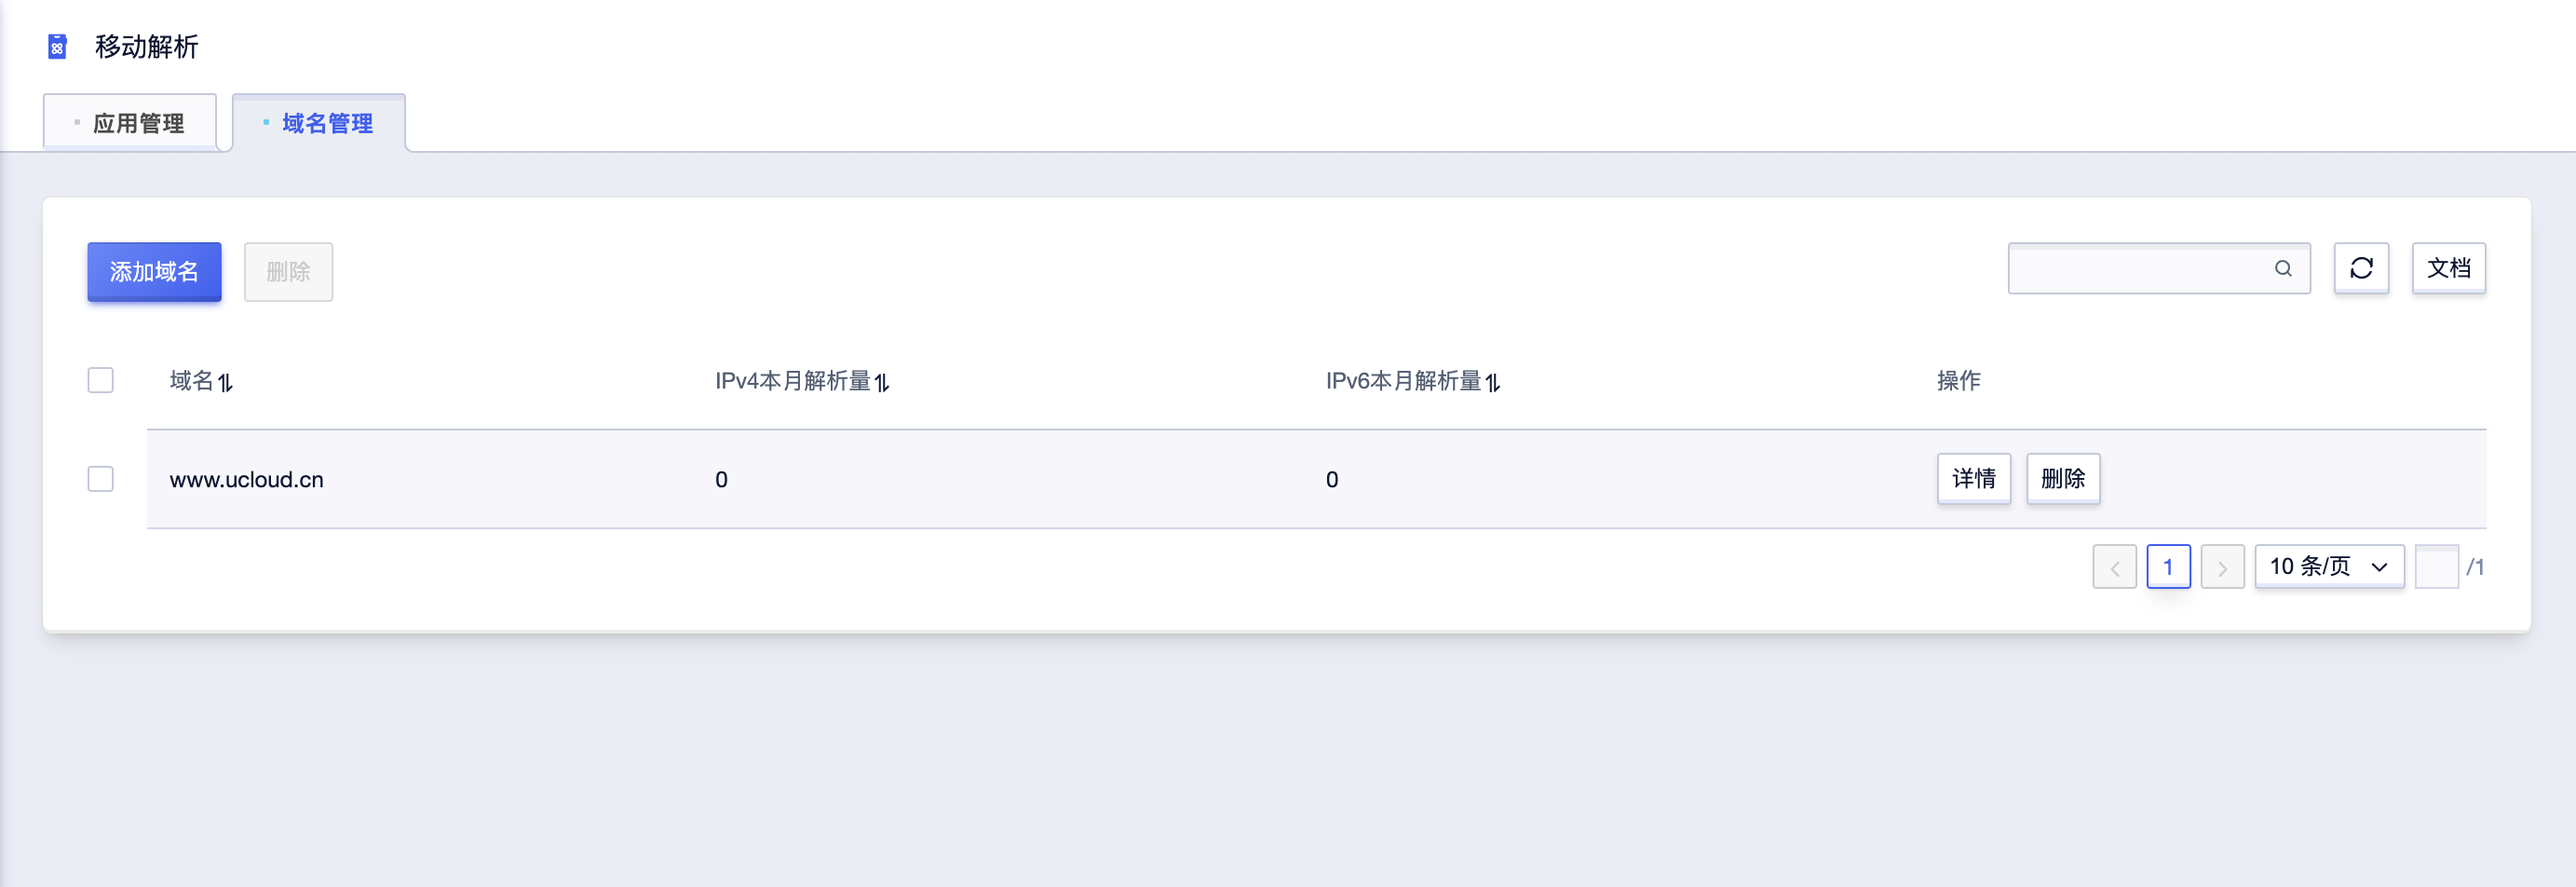 移动解析
应用管理 域名管理
添加域名 删除 文档
域名 IPv4本月解析量 IPv6本月解析量 操作
www.ucloud.cn 0 0 详情 删除
1 10 条/页 /1